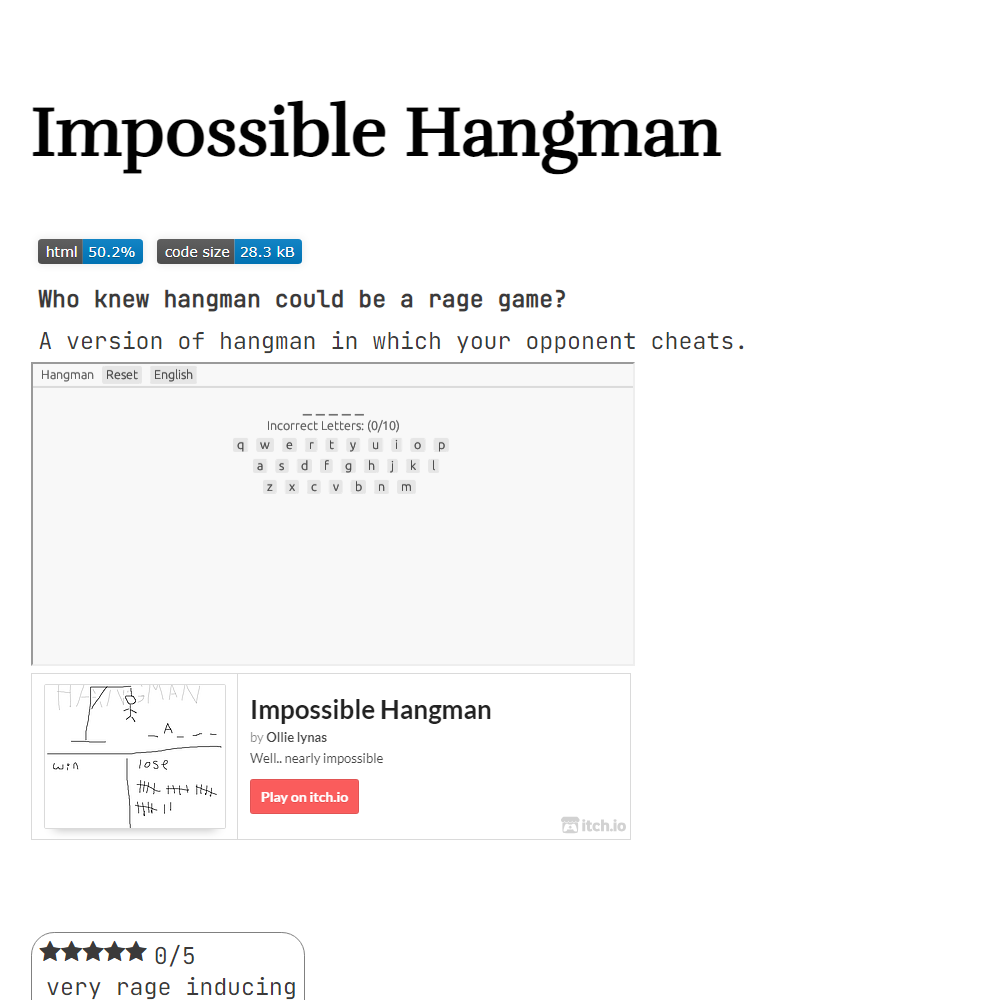 Impossible Hangman
html 50.2% code size 28.3 kB
Who knew hangman could be a rage game?
A version of hangman in which your opponent cheats.
Hangman Reset English
_ _ _ _ _
Incorrect Letters: (0/10)
q w e r t y u i o p
a s d f g h j k l
z x c v b n m
HANGMAN
_ A _ _ _
win lose
Impossible Hangman
by Ollie lynas
Well.. nearly impossible
Play on itch.io
itch.io
★★★★★ 0/5
very rage inducing